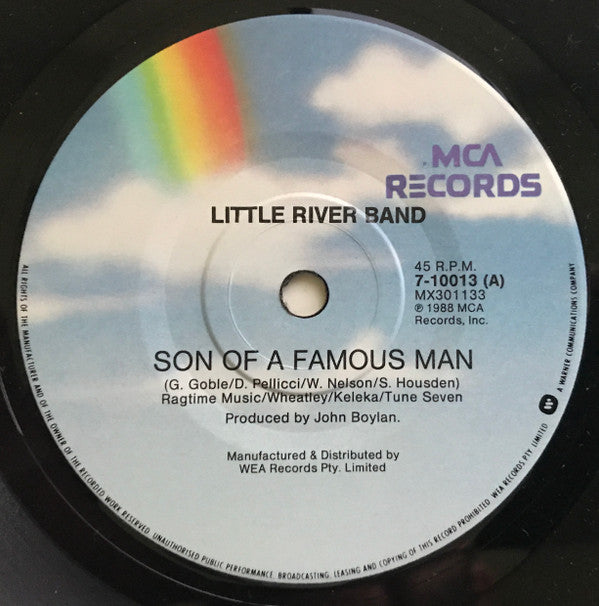 MCA
RECORDS
LITTLE RIVER BAND
45 R.P.M.
7-10013 (A)
MX301133
℗ 1988 MCA
Records, Inc.
SON OF A FAMOUS MAN
(G. Goble/D. Pellicci/W. Nelson/S. Housden)
Ragtime Music/Wheatley/Keleka/Tune Seven
Produced by John Boylan.
Manufactured & Distributed by
WEA Records Pty. Limited
ALL RIGHTS OF THE MANUFACTURER AND OF THE OWNER OF THE RECORDED WORK RESERVED. UNAUTHORISED PUBLIC PERFORMANCE, BROADCASTING, LEASING AND COPYING OF THIS RECORD PROHIBITED. WEA RECORDS PTY. LIMITED
A WARNER COMMUNICATIONS COMPANY